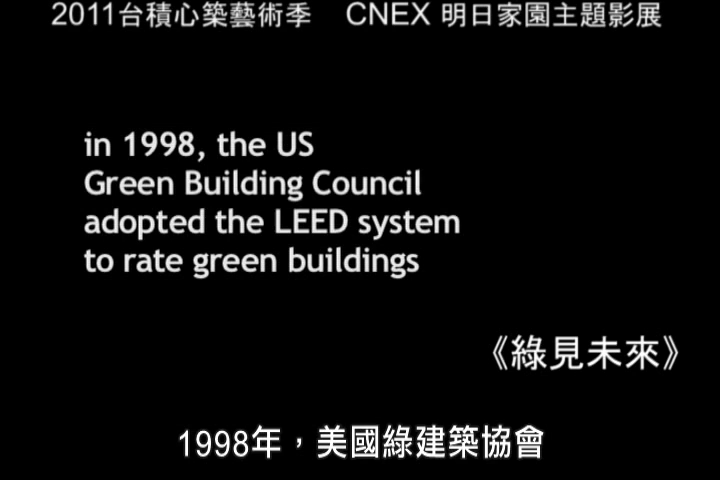 2011台積心築藝術季 CNEX 明日家園主題影展
in 1998, the US
Green Building Council
adopted the LEED system
to rate green buildings
《綠見未來》
1998年，美國綠建築協會